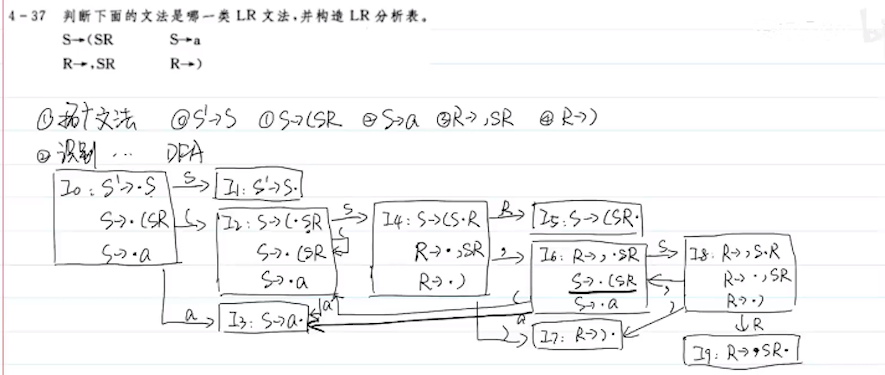 4-37 判断下面的文法是哪一类 LR 文法,并构造 LR 分析表。
S→(SR S→a
R→,SR R→)
①拓广文法 ⓪S'→S ①S→(SR ②S→a ③R→,SR ④R→)
②识别 … DFA
I0: S'→·S
S→·(SR
S→·a
S
(
a
I1: S'→S·
I2: S→(·SR
S→·(SR
S→·a
S
(
a
I3: S→a·
I4: S→(S·R
R→·,SR
R→·)
R
,
)
I5: S→(SR·
I6: R→,·SR
S→·(SR
S→·a
S
(
a
I7: R→)·
I8: R→,S·R
R→·,SR
R→·)
,
)
R
I9: R→,SR·